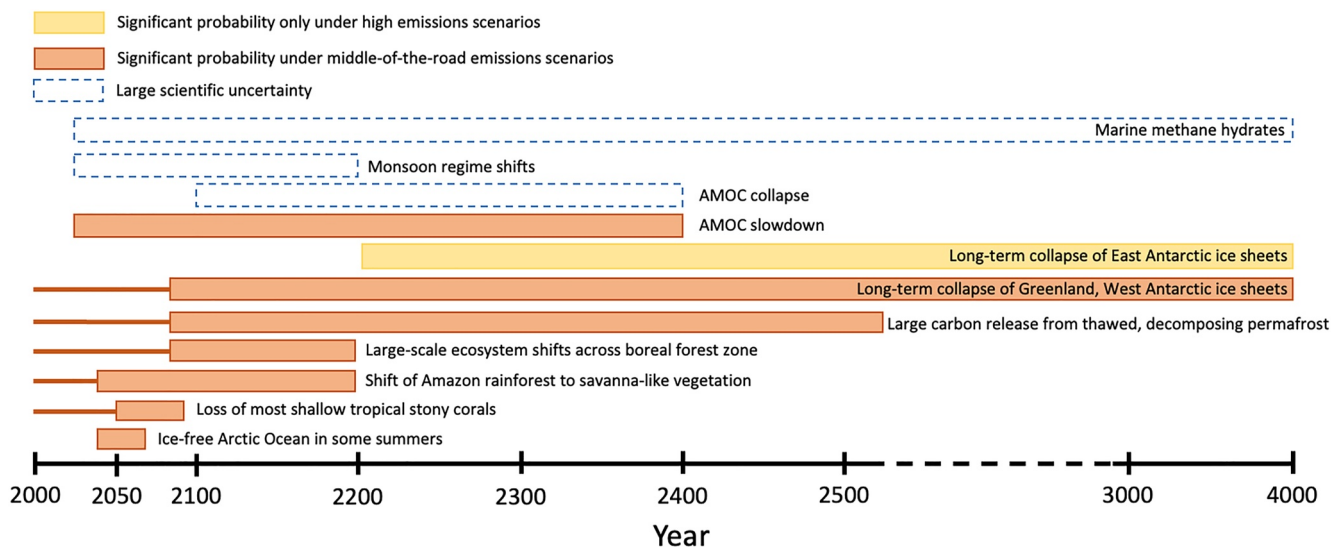 Significant probability only under high emissions scenarios
Significant probability under middle-of-the-road emissions scenarios
Large scientific uncertainty
Marine methane hydrates
Monsoon regime shifts
AMOC collapse
AMOC slowdown
Long-term collapse of East Antarctic ice sheets
Long-term collapse of Greenland, West Antarctic ice sheets
Large carbon release from thawed, decomposing permafrost
Large-scale ecosystem shifts across boreal forest zone
Shift of Amazon rainforest to savanna-like vegetation
Loss of most shallow tropical stony corals
Ice-free Arctic Ocean in some summers
2000 2050 2100 2200 2300 2400 2500 3000 4000
Year